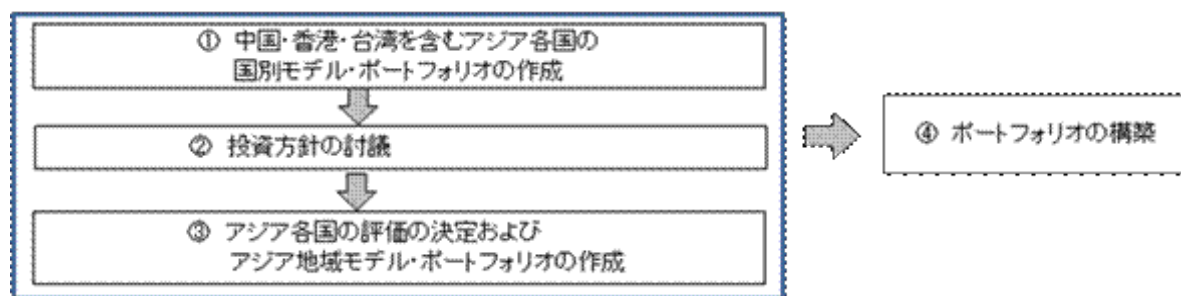 ① 中国・香港・台湾を含むアジア各国の
国別モデル・ポートフォリオの作成
② 投資方針の討議
③ アジア各国の評価の決定および
アジア地域モデル・ポートフォリオの作成
④ ポートフォリオの構築